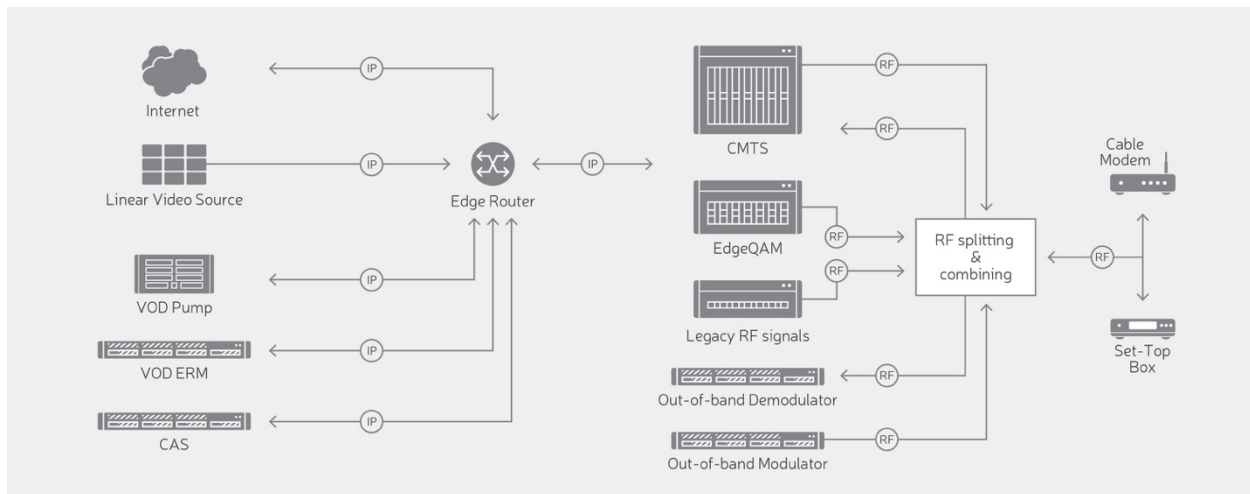 IP
Internet
Linear Video Source
IP
Edge Router
IP
VOD Pump
IP
VOD ERM
IP
CAS
IP
CMTS
RF
RF
EdgeQAM
RF
Legacy RF signals
RF
Out-of-band Demodulator
RF
Out-of-band Modulator
RF
RF splitting
&
combining
RF
Cable
Modem
Set-Top
Box